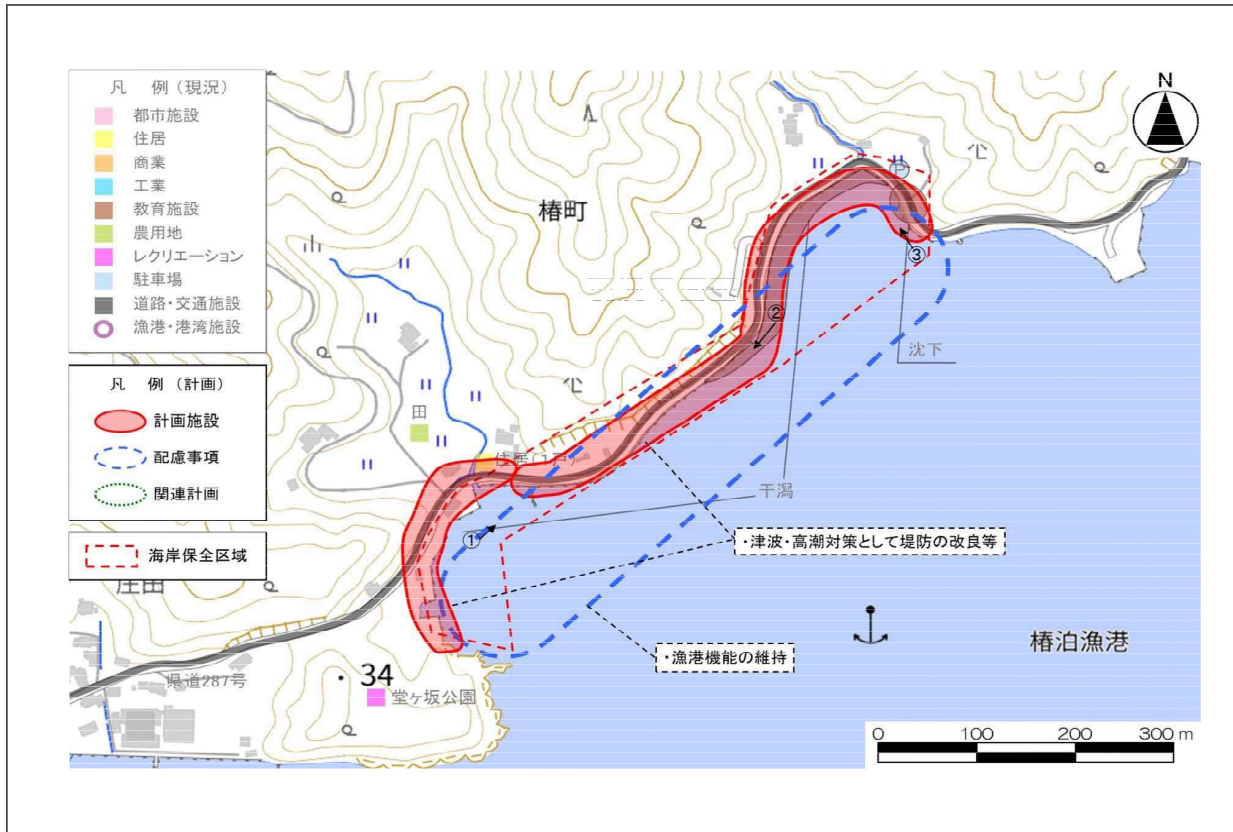 凡 例 (現況)
都市施設
住居
商業
工業
教育施設
農用地
レクリエーション
駐車場
道路・交通施設
漁港・港湾施設
凡 例 (計画)
計画施設
配慮事項
関連計画
海岸保全区域
N
椿町
P
③
②
沈下
田
住居(1戸)
干潟
①
・津波・高潮対策として堤防の改良等
庄田
・漁港機能の維持
椿泊漁港
県道287号
34
堂ヶ坂公園
0 100 200 300 m